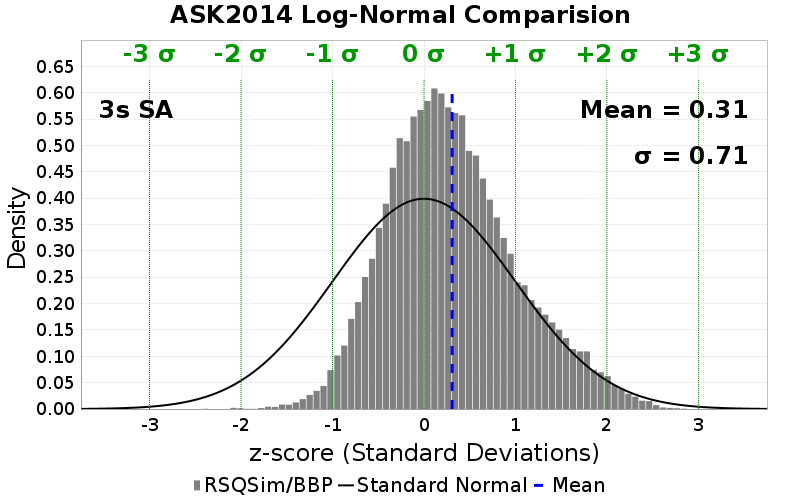 ASK2014 Log-Normal Comparision
-3 σ -2 σ -1 σ 0 σ +1 σ +2 σ +3 σ
3s SA
Mean = 0.31
σ = 0.71
Density
0.65
0.60
0.55
0.50
0.45
0.40
0.35
0.30
0.25
0.20
0.15
0.10
0.05
0.00
-3 -2 -1 0 1 2 3
z-score (Standard Deviations)
RSQSim/BBP Standard Normal Mean